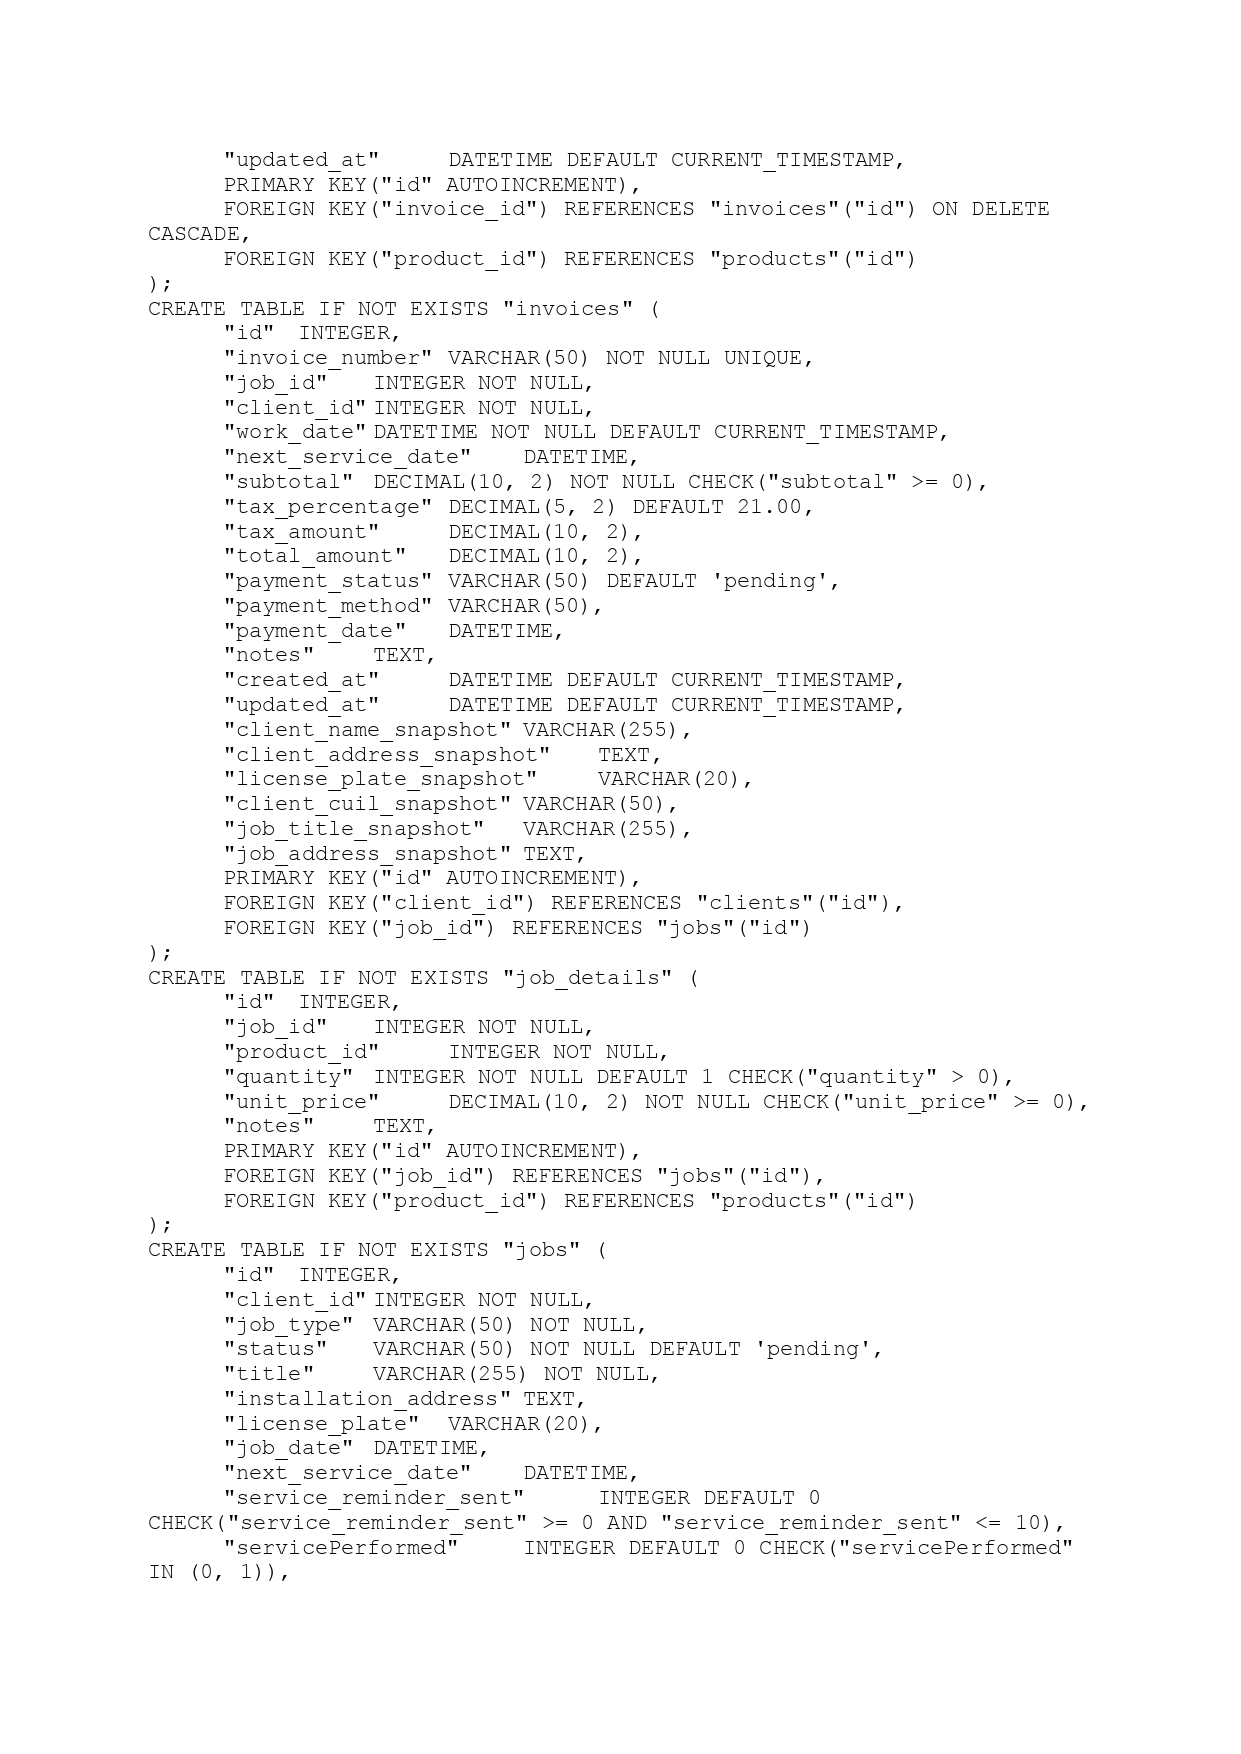 "updated_at" DATETIME DEFAULT CURRENT_TIMESTAMP,
PRIMARY KEY("id" AUTOINCREMENT),
FOREIGN KEY("invoice_id") REFERENCES "invoices"("id") ON DELETE
CASCADE,
FOREIGN KEY("product_id") REFERENCES "products"("id")
);
CREATE TABLE IF NOT EXISTS "invoices" (
"id" INTEGER,
"invoice_number" VARCHAR(50) NOT NULL UNIQUE,
"job_id" INTEGER NOT NULL,
"client_id" INTEGER NOT NULL,
"work_date" DATETIME NOT NULL DEFAULT CURRENT_TIMESTAMP,
"next_service_date" DATETIME,
"subtotal" DECIMAL(10, 2) NOT NULL CHECK("subtotal" >= 0),
"tax_percentage" DECIMAL(5, 2) DEFAULT 21.00,
"tax_amount" DECIMAL(10, 2),
"total_amount" DECIMAL(10, 2),
"payment_status" VARCHAR(50) DEFAULT 'pending',
"payment_method" VARCHAR(50),
"payment_date" DATETIME,
"notes" TEXT,
"created_at" DATETIME DEFAULT CURRENT_TIMESTAMP,
"updated_at" DATETIME DEFAULT CURRENT_TIMESTAMP,
"client_name_snapshot" VARCHAR(255),
"client_address_snapshot" TEXT,
"license_plate_snapshot" VARCHAR(20),
"client_cuil_snapshot" VARCHAR(50),
"job_title_snapshot" VARCHAR(255),
"job_address_snapshot" TEXT,
PRIMARY KEY("id" AUTOINCREMENT),
FOREIGN KEY("client_id") REFERENCES "clients"("id"),
FOREIGN KEY("job_id") REFERENCES "jobs"("id")
);
CREATE TABLE IF NOT EXISTS "job_details" (
"id" INTEGER,
"job_id" INTEGER NOT NULL,
"product_id" INTEGER NOT NULL,
"quantity" INTEGER NOT NULL DEFAULT 1 CHECK("quantity" > 0),
"unit_price" DECIMAL(10, 2) NOT NULL CHECK("unit_price" >= 0),
"notes" TEXT,
PRIMARY KEY("id" AUTOINCREMENT),
FOREIGN KEY("job_id") REFERENCES "jobs"("id"),
FOREIGN KEY("product_id") REFERENCES "products"("id")
);
CREATE TABLE IF NOT EXISTS "jobs" (
"id" INTEGER,
"client_id" INTEGER NOT NULL,
"job_type" VARCHAR(50) NOT NULL,
"status" VARCHAR(50) NOT NULL DEFAULT 'pending',
"title" VARCHAR(255) NOT NULL,
"installation_address" TEXT,
"license_plate" VARCHAR(20),
"job_date" DATETIME,
"next_service_date" DATETIME,
"service_reminder_sent" INTEGER DEFAULT 0
CHECK("service_reminder_sent" >= 0 AND "service_reminder_sent" <= 10),
"servicePerformed" INTEGER DEFAULT 0 CHECK("servicePerformed"
IN (0, 1)),